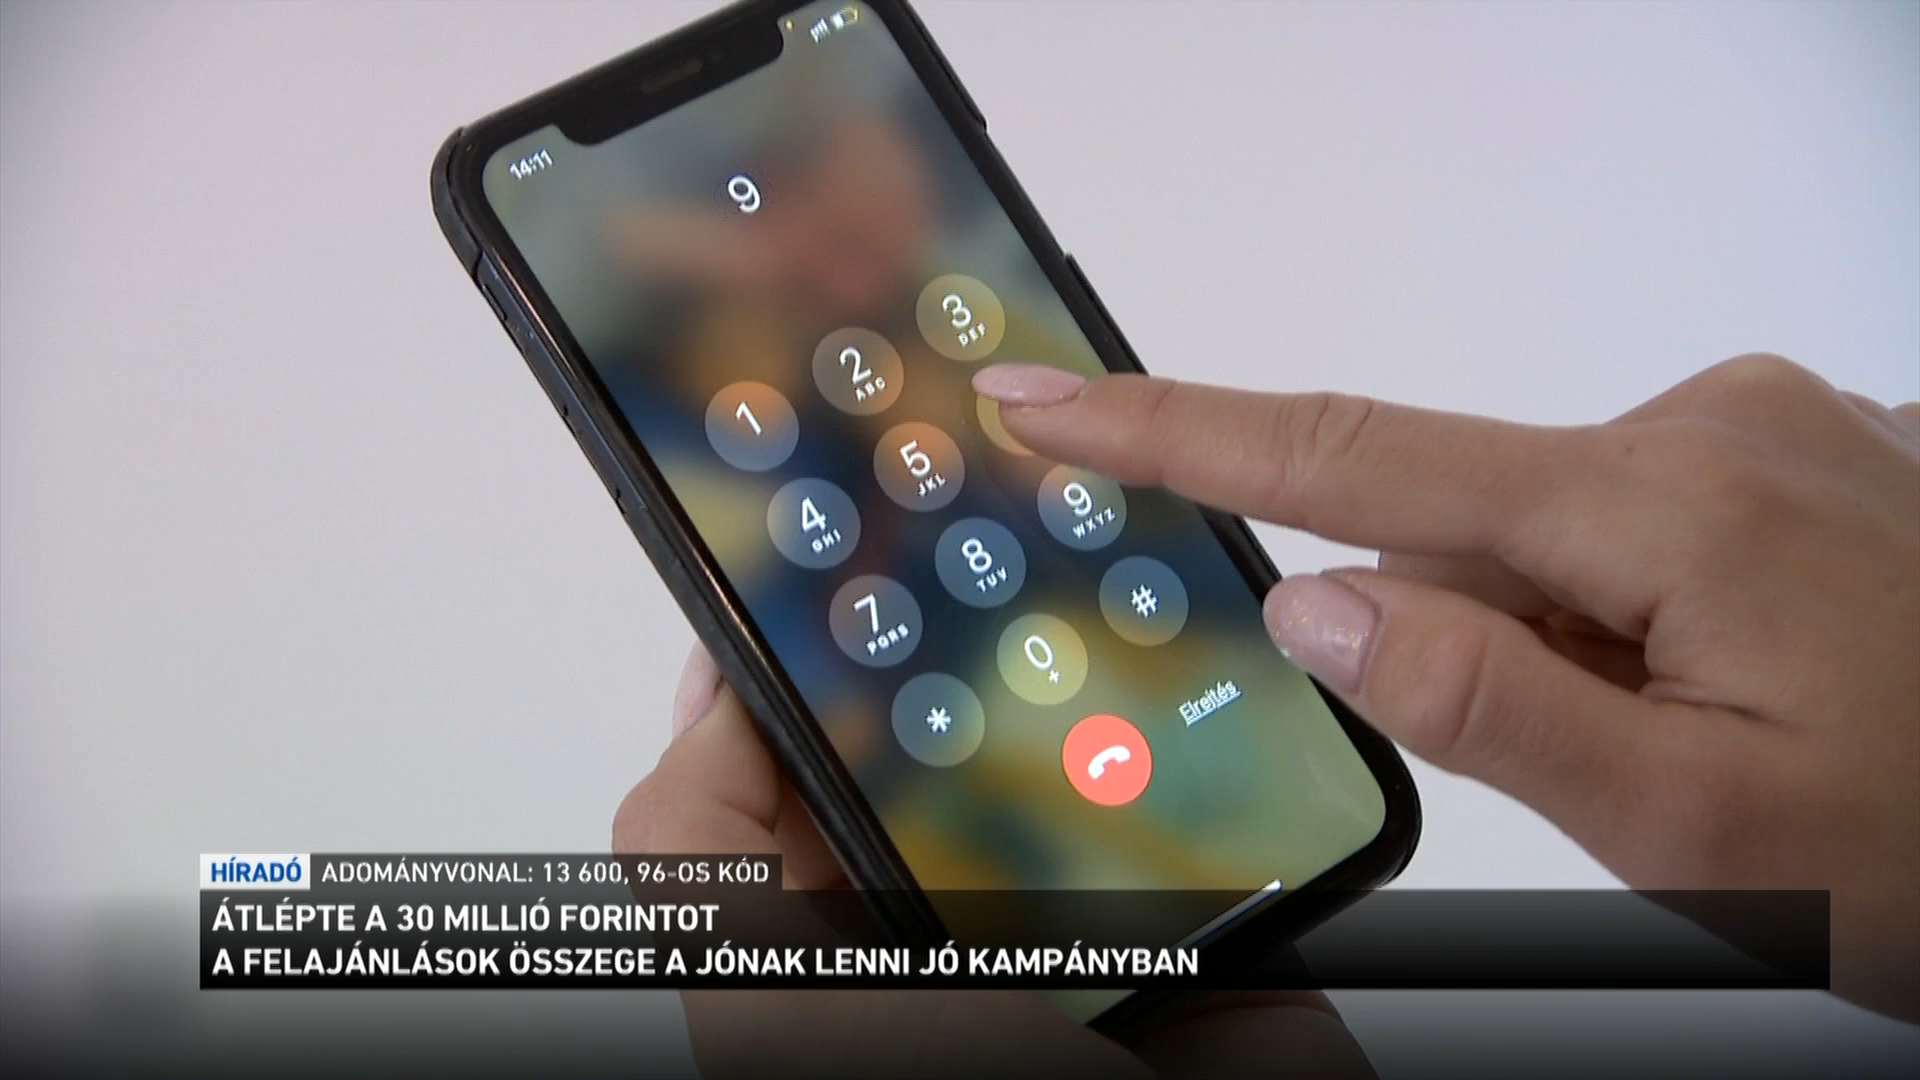 14:11
9
1
2
ABC
3
DEF
4
GHI
5
JKL
7
PQRS
8
TUV
9
WXYZ
*
0
+
#
Elrejtés
HÍRADÓ ADOMÁNYVONAL: 13 600, 96-OS KÓD
ÁTLÉPTE A 30 MILLIÓ FORINTOT
A FELAJÁNLÁSOK ÖSSZEGE A JÓNAK LENNI JÓ KAMPÁNYBAN